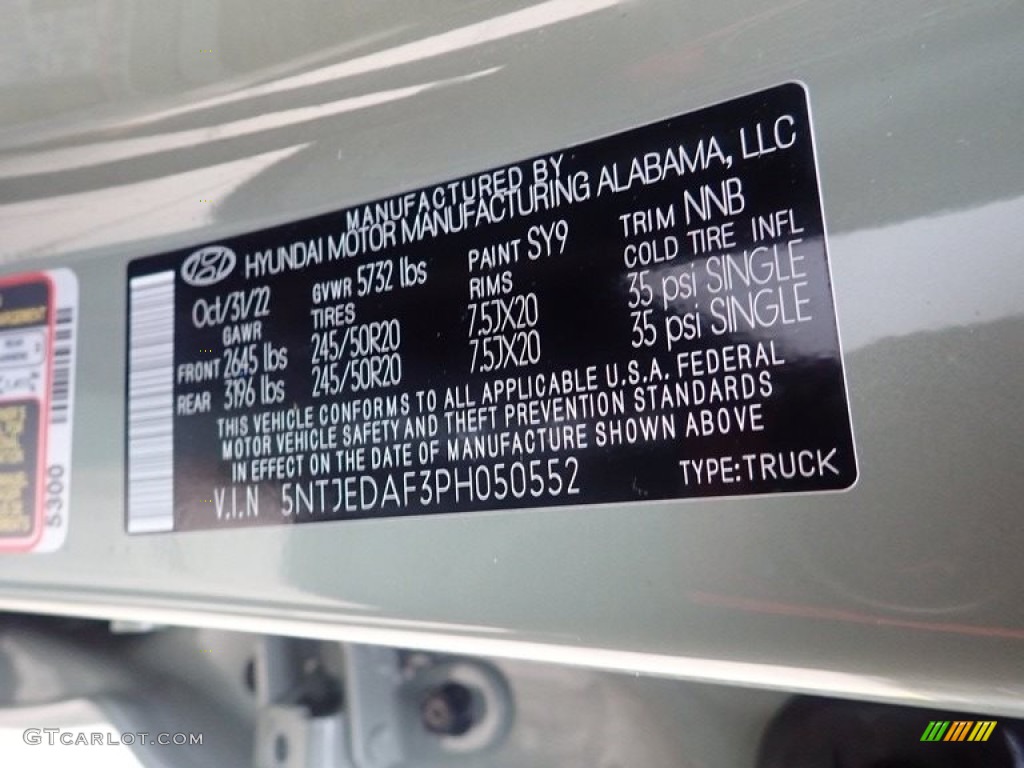 MANUFACTURED BY
HYUNDAI MOTOR MANUFACTURING ALABAMA, LLC
Oct/31/22 GVWR 5732 lbs PAINT SY9 TRIM NNB
GAWR TIRES RIMS COLD TIRE INFL
FRONT 2645 lbs 245/50R20 7.5JX20 35 psi SINGLE
REAR 3196 lbs 245/50R20 7.5JX20 35 psi SINGLE
THIS VEHICLE CONFORMS TO ALL APPLICABLE U.S.A. FEDERAL
MOTOR VEHICLE SAFETY AND THEFT PREVENTION STANDARDS
IN EFFECT ON THE DATE OF MANUFACTURE SHOWN ABOVE
V.I.N 5NTJEDAF3PH050552 TYPE:TRUCK
5300
GTCARLOT.COM